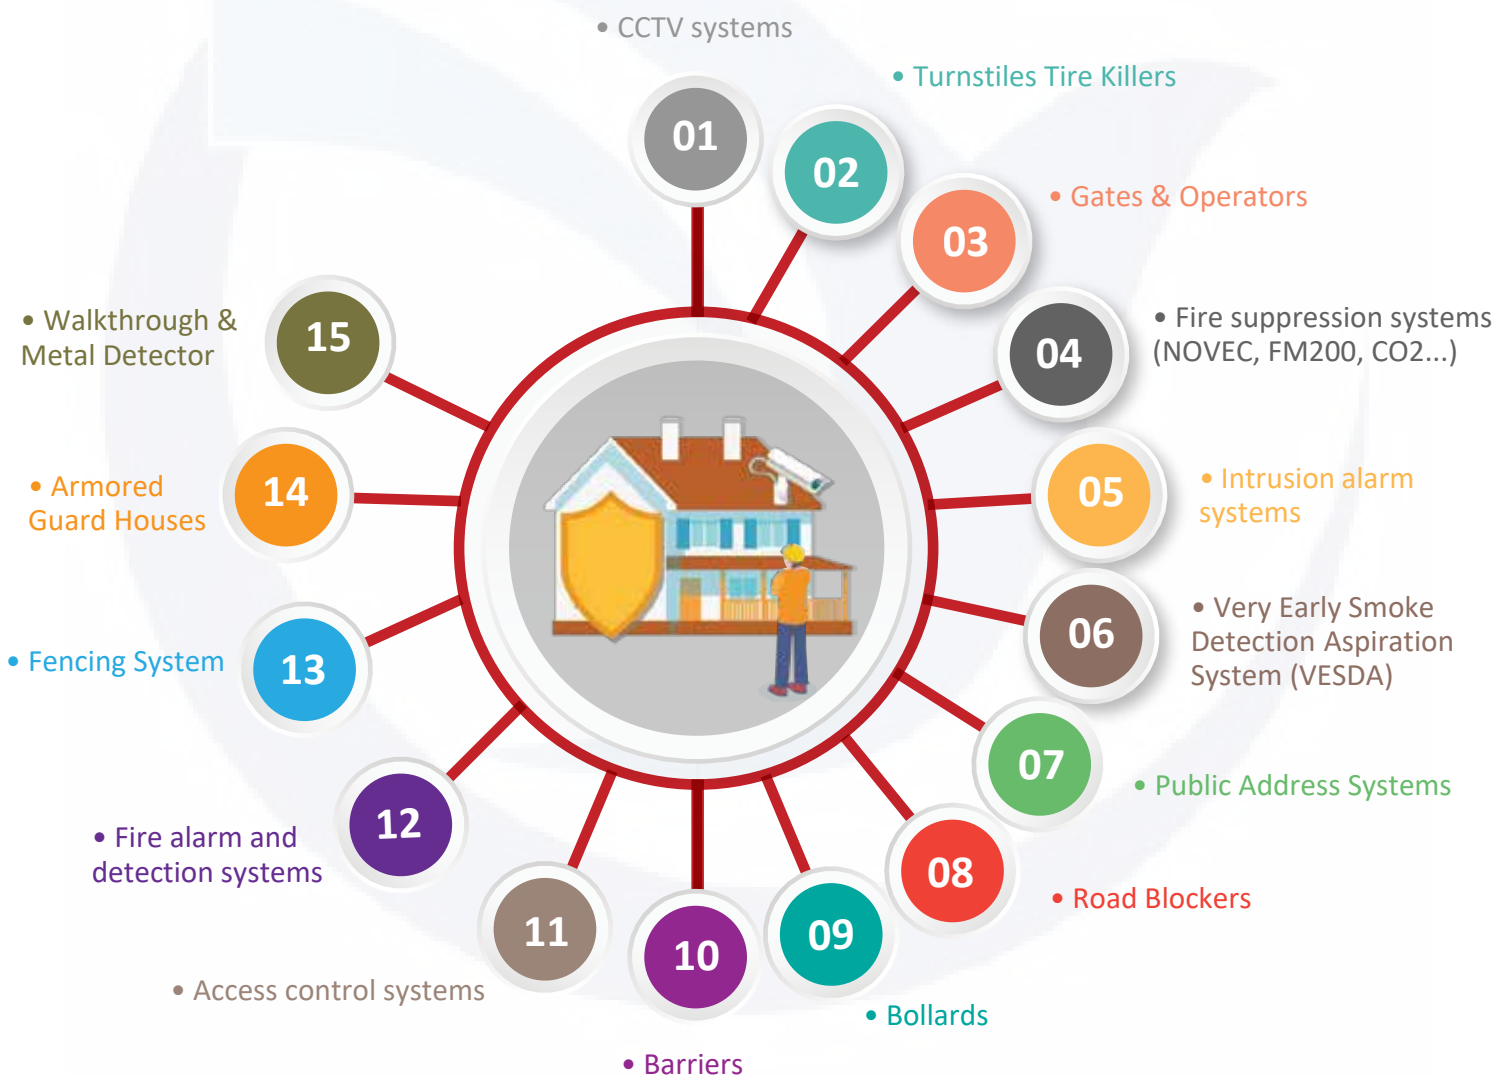 • CCTV systems
01
• Turnstiles Tire Killers
02
• Gates & Operators
03
• Fire suppression systems
(NOVEC, FM200, CO2...)
04
• Intrusion alarm
systems
05
• Very Early Smoke
Detection Aspiration
System (VESDA)
06
07
• Public Address Systems
08
• Road Blockers
09
• Bollards
10
• Barriers
11
• Access control systems
12
• Fire alarm and
detection systems
13
• Fencing System
14
• Armored
Guard Houses
15
• Walkthrough &
Metal Detector